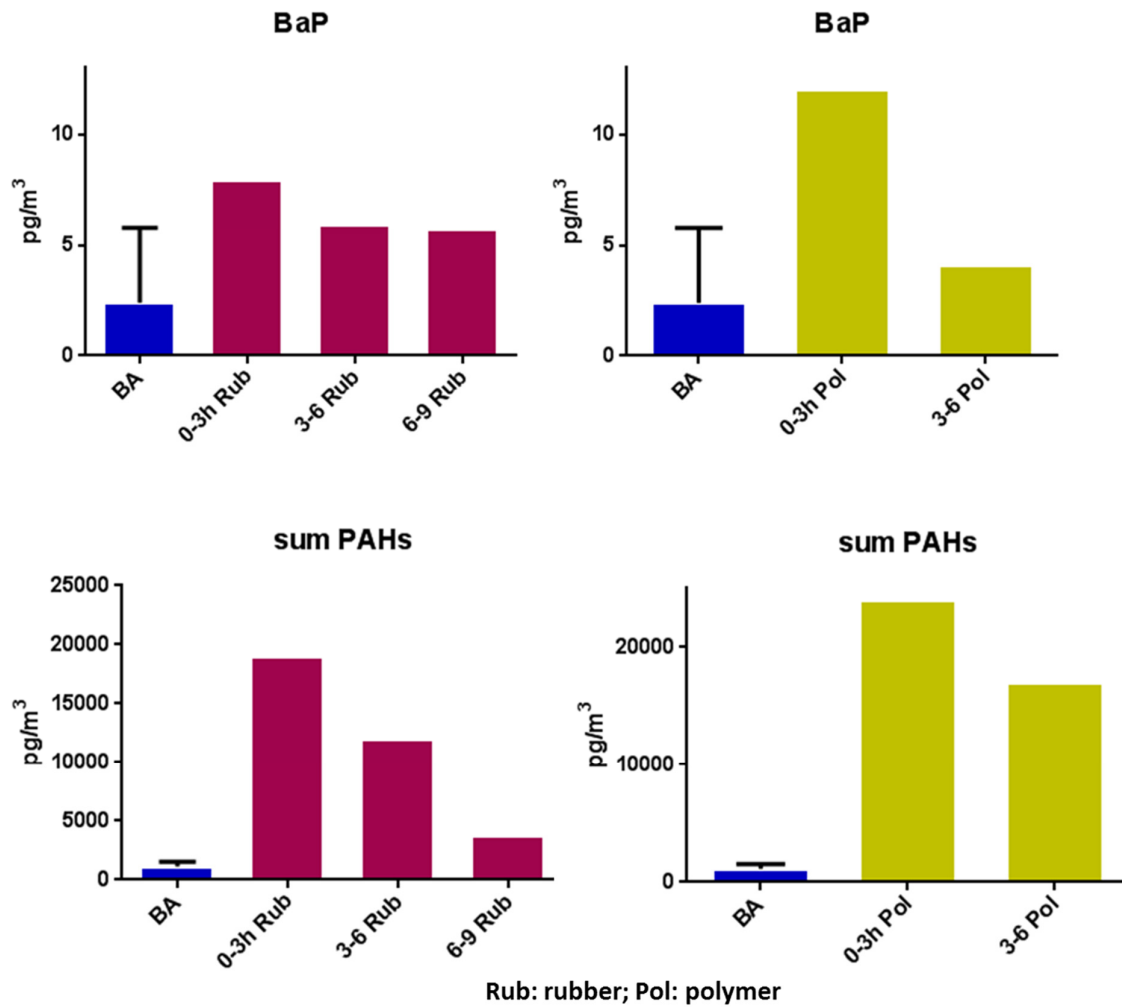 BaP
pg/m³
10
5
0
BA
0-3h Rub
3-6 Rub
6-9 Rub
BaP
pg/m³
10
5
0
BA
0-3h Pol
3-6 Pol
sum PAHs
pg/m³
25000
20000
15000
10000
5000
0
BA
0-3h Rub
3-6 Rub
6-9 Rub
sum PAHs
pg/m³
20000
10000
0
BA
0-3h Pol
3-6 Pol
Rub: rubber; Pol: polymer